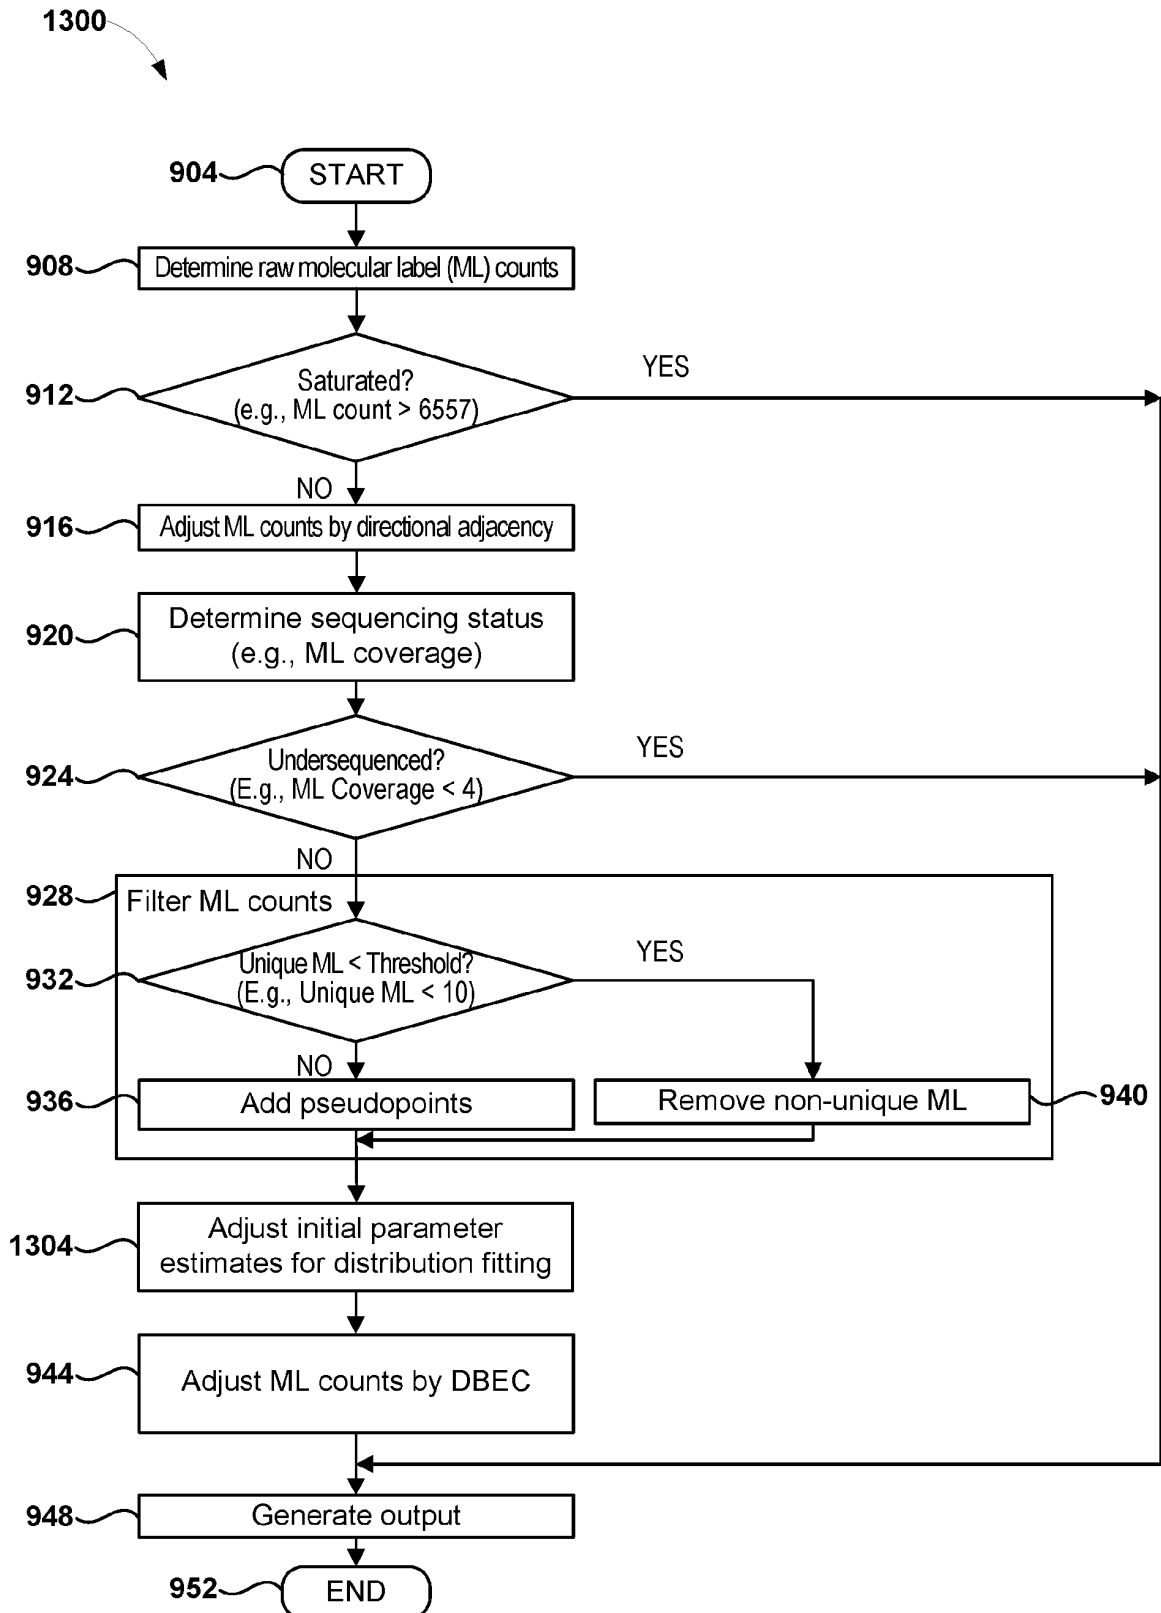 1300
904
START
908
Determine raw molecular label (ML) counts
912
Saturated?
(e.g., ML count > 6557)
YES
NO
916
Adjust ML counts by directional adjacency
920
Determine sequencing status
(e.g., ML coverage)
924
Undersequenced?
(E.g., ML Coverage < 4)
YES
NO
928
Filter ML counts
932
Unique ML < Threshold?
(E.g., Unique ML < 10)
YES
NO
936
Add pseudopoints
Remove non-unique ML
940
1304
Adjust initial parameter
estimates for distribution fitting
944
Adjust ML counts by DBEC
948
Generate output
952
END